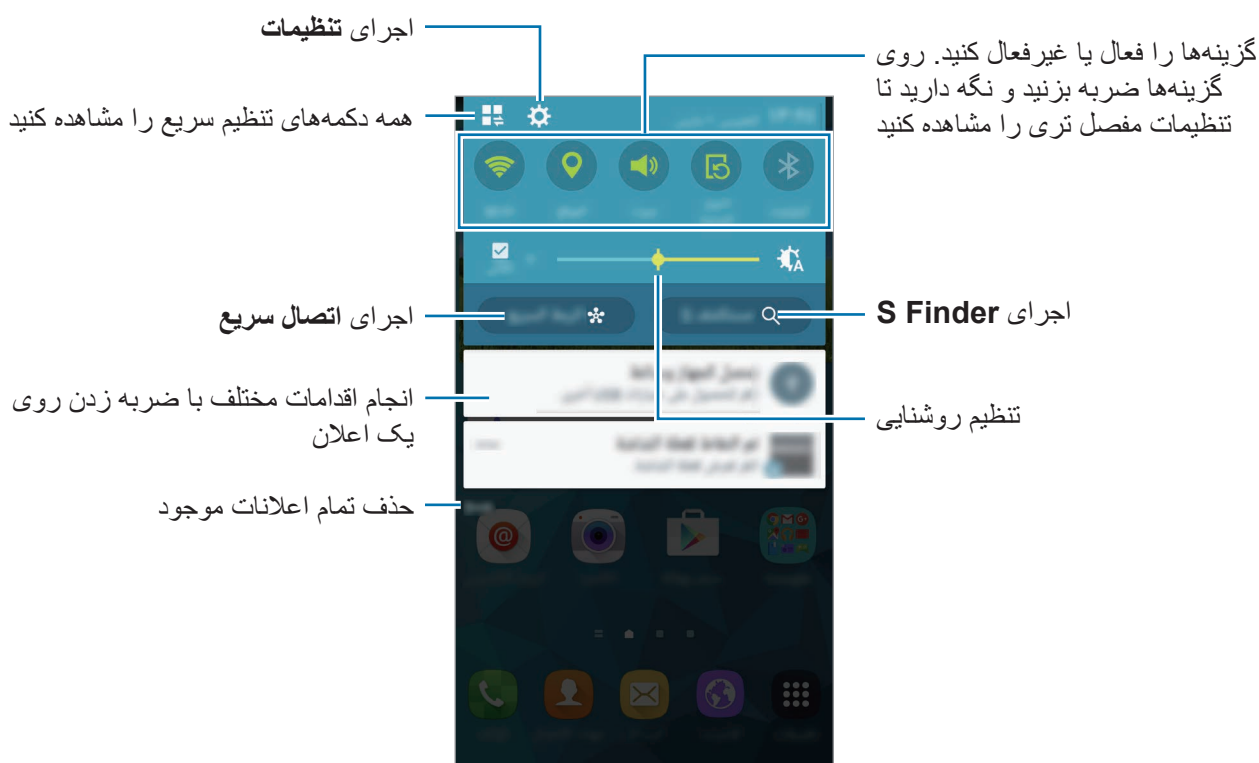 اجرای تنظیمات
گزینه‌ها را فعال یا غیرفعال کنید. روی
گزینه‌ها ضربه بزنید و نگه دارید تا
تنظیمات مفصل تری را مشاهده کنید
همه دکمه‌های تنظیم سریع را مشاهده کنید
اجرای S Finder
اجرای اتصال سریع
تنظیم روشنایی
انجام اقدامات مختلف با ضربه زدن روی
یک اعلان
حذف تمام اعلانات موجود